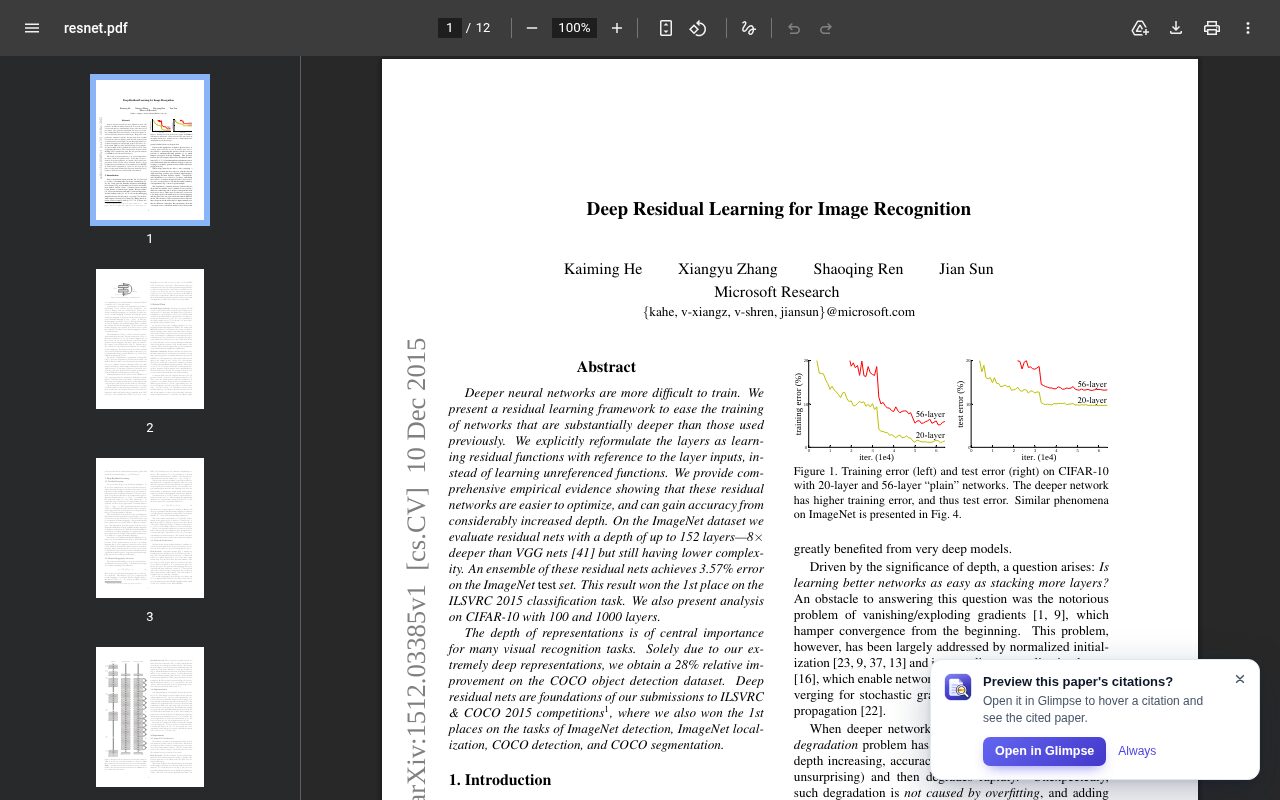 resnet.pdf
1 / 12
100%
1
2
3
Deep Residual Learning for Image Recognition
Kaiming He Xiangyu Zhang Shaoqing Ren Jian Sun
Microsoft Research
{kahe, v-xiangz, v-shren, jiansun}@microsoft.com
arXiv:1512.03385v1 [cs.CV] 10 Dec 2015
Abstract
Deeper neural networks are more difficult to train. We
present a residual learning framework to ease the training
of networks that are substantially deeper than those used
previously. We explicitly reformulate the layers as learn-
ing residual functions with reference to the layer inputs, in-
stead of learning unreferenced functions. We provide com-
prehensive empirical evidence showing that these residual
networks are easier to optimize, and can gain accuracy from
considerably increased depth. On the ImageNet dataset we
evaluate residual nets with a depth of up to 152 layers—8×
deeper than VGG nets [41] but still having lower complex-
ity. An ensemble of these residual nets achieves 3.57% error
on the ImageNet test set. This result won the 1st place on the
ILSVRC 2015 classification task. We also present analysis
on CIFAR-10 with 100 and 1000 layers.
The depth of representations is of central importance
for many visual recognition tasks. Solely due to our ex-
tremely deep representations, we obtain a 28% relative im-
provement on the COCO object detection dataset. Deep
residual nets are foundations of our submissions to ILSVRC
& COCO 2015 competitions1, where we also won the 1st
places on the tasks of ImageNet detection, ImageNet local-
ization, COCO detection, and COCO segmentation.
1. Introduction
training error (%)
56-layer
20-layer
iter. (1e4)
test error (%)
56-layer
20-layer
iter. (1e4)
Figure 1. Training error (left) and test error (right) on CIFAR-10
with 20-layer and 56-layer “plain” networks. The deeper network
has higher training error, and thus test error. Similar phenomena
on ImageNet is presented in Fig. 4.
greatly benefited from very deep models.
Driven by the significance of depth, a question arises: Is
learning better networks as easy as stacking more layers?
An obstacle to answering this question was the notorious
problem of vanishing/exploding gradients [1, 9], which
hamper convergence from the beginning. This problem,
however, has been largely addressed by normalized initial-
ization [23, 9, 37, 13] and
[16], which enable
verging for stochastic
propagation [22].
When deeper
problem has
depth increasing,
unsurprising) and then
such degradation is not caused by overfitting, and adding
Preview this paper's citations?
Open it in Glimpse to hover a citation and
see the cited paper.
Open in Glimpse
Always